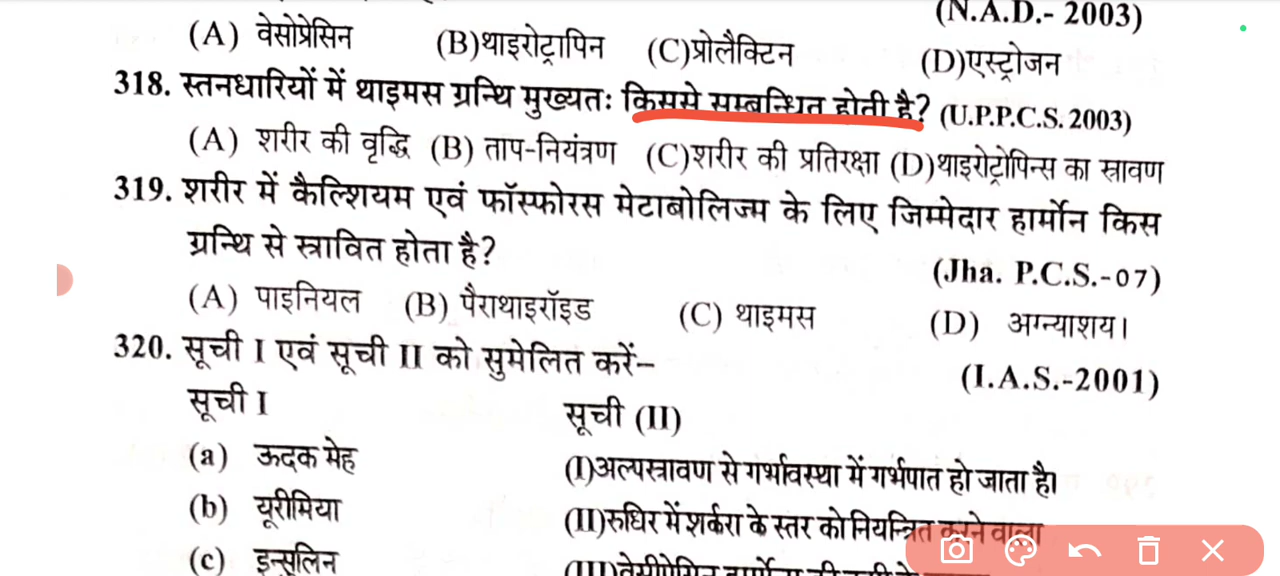 (N.A.D.- 2003)
(A) वेसोप्रेसिन (B)थाइरोट्रापिन (C)प्रोलैक्टिन (D)एस्ट्रोजन
318. स्तनधारियों में थाइमस ग्रन्थि मुख्यतः किससे सम्बन्धित होती है? (U.P.P.C.S. 2003)
(A) शरीर की वृद्धि (B) ताप-नियंत्रण (C)शरीर की प्रतिरक्षा (D)थाइरोट्रोपिन्स का स्रावण
319. शरीर में कैल्शियम एवं फॉस्फोरस मेटाबोलिज्म के लिए जिम्मेदार हार्मोन किस
ग्रन्थि से स्त्रावित होता है?
(Jha. P.C.S.-07)
(A) पाइनियल (B) पैराथाइरॉइड (C) थाइमस (D) अग्न्याशय।
320. सूची I एवं सूची II को सुमेलित करें–
(I.A.S.-2001)
सूची I सूची (II)
(a) ऊदक मेह (I)अल्पस्त्रावण से गर्भावस्था में गर्भपात हो जाता है।
(b) यूरीमिया (II)रुधिर में शर्करा के स्तर को नियन्त्रित करने वाला
(c) इन्सुलिन (III)